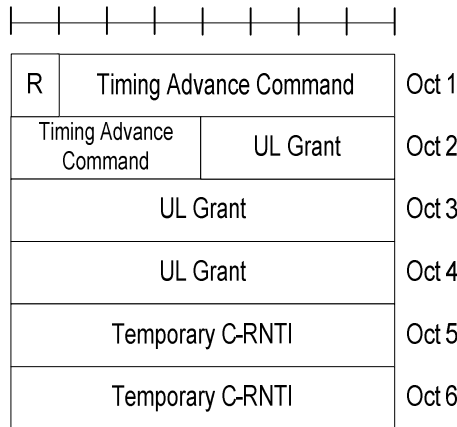 R Timing Advance Command Oct 1
Timing Advance
Command UL Grant Oct 2
UL Grant Oct 3
UL Grant Oct 4
Temporary C-RNTI Oct 5
Temporary C-RNTI Oct 6